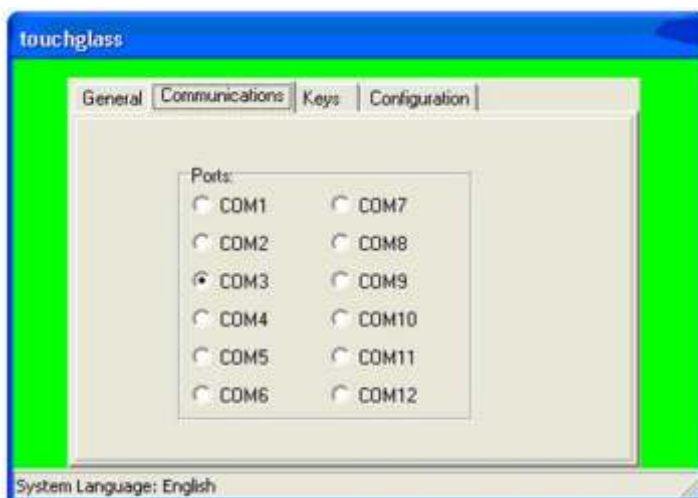 touchglass
General Communications Keys Configuration
Ports:
COM1 COM7
COM2 COM8
COM3 COM9
COM4 COM10
COM5 COM11
COM6 COM12
System Language: English